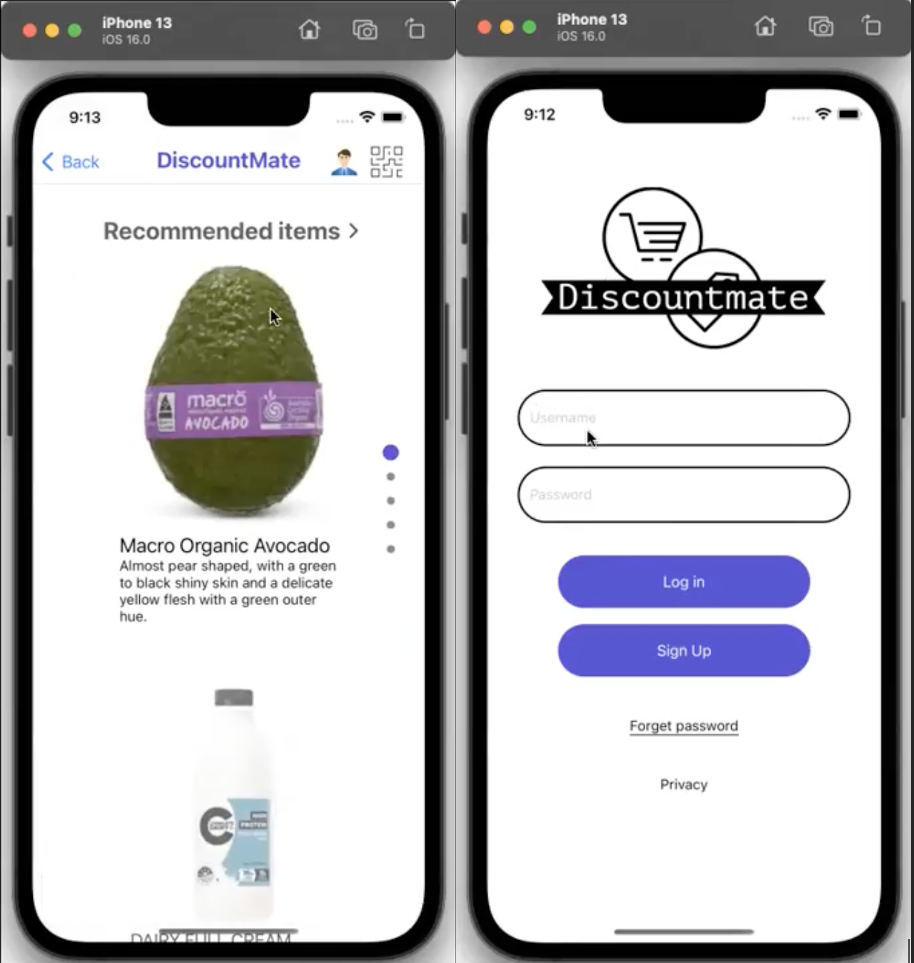 iPhone 13
iOS 16.0
9:13
Back
DiscountMate
Recommended items
macro
AVOCADO
Macro Organic Avocado
Almost pear shaped, with a green
to black shiny skin and a delicate
yellow flesh with a green outer
hue.
DAIRY FULL CREAM
iPhone 13
iOS 16.0
9:12
Discountmate
Username
Password
Log in
Sign Up
Forget password
Privacy